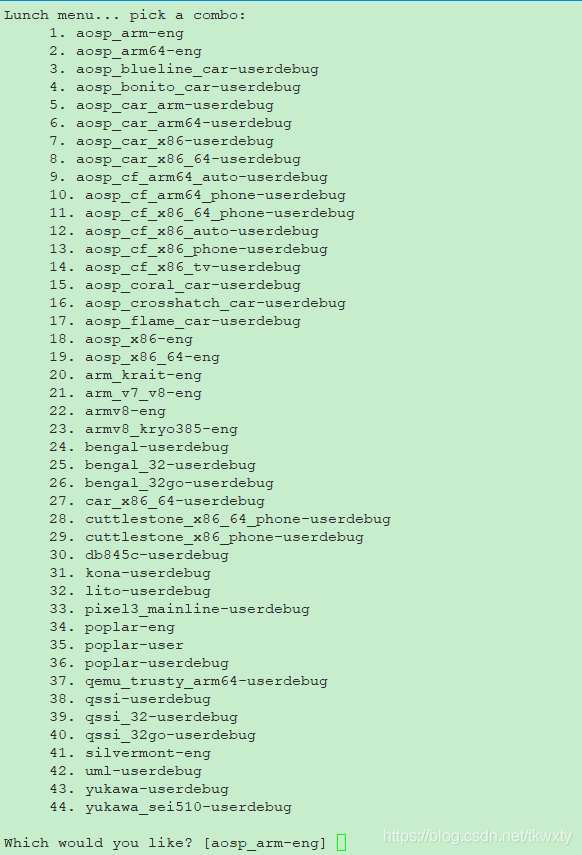 Lunch menu... pick a combo:
1. aosp_arm-eng
2. aosp_arm64-eng
3. aosp_blueline_car-userdebug
4. aosp_bonito_car-userdebug
5. aosp_car_arm-userdebug
6. aosp_car_arm64-userdebug
7. aosp_car_x86-userdebug
8. aosp_car_x86_64-userdebug
9. aosp_cf_arm64_auto-userdebug
10. aosp_cf_arm64_phone-userdebug
11. aosp_cf_x86_64_phone-userdebug
12. aosp_cf_x86_auto-userdebug
13. aosp_cf_x86_phone-userdebug
14. aosp_cf_x86_tv-userdebug
15. aosp_coral_car-userdebug
16. aosp_crosshatch_car-userdebug
17. aosp_flame_car-userdebug
18. aosp_x86-eng
19. aosp_x86_64-eng
20. arm_krait-eng
21. arm_v7_v8-eng
22. armv8-eng
23. armv8_kryo385-eng
24. bengal-userdebug
25. bengal_32-userdebug
26. bengal_32go-userdebug
27. car_x86_64-userdebug
28. cuttlestone_x86_64_phone-userdebug
29. cuttlestone_x86_phone-userdebug
30. db845c-userdebug
31. kona-userdebug
32. lito-userdebug
33. pixel3_mainline-userdebug
34. poplar-eng
35. poplar-user
36. poplar-userdebug
37. qemu_trusty_arm64-userdebug
38. qssi-userdebug
39. qssi_32-userdebug
40. qssi_32go-userdebug
41. silvermont-eng
42. uml-userdebug
43. yukawa-userdebug
44. yukawa_sei510-userdebug
Which would you like? [aosp_arm-eng]
https://blog.csdn.net/tkwxty